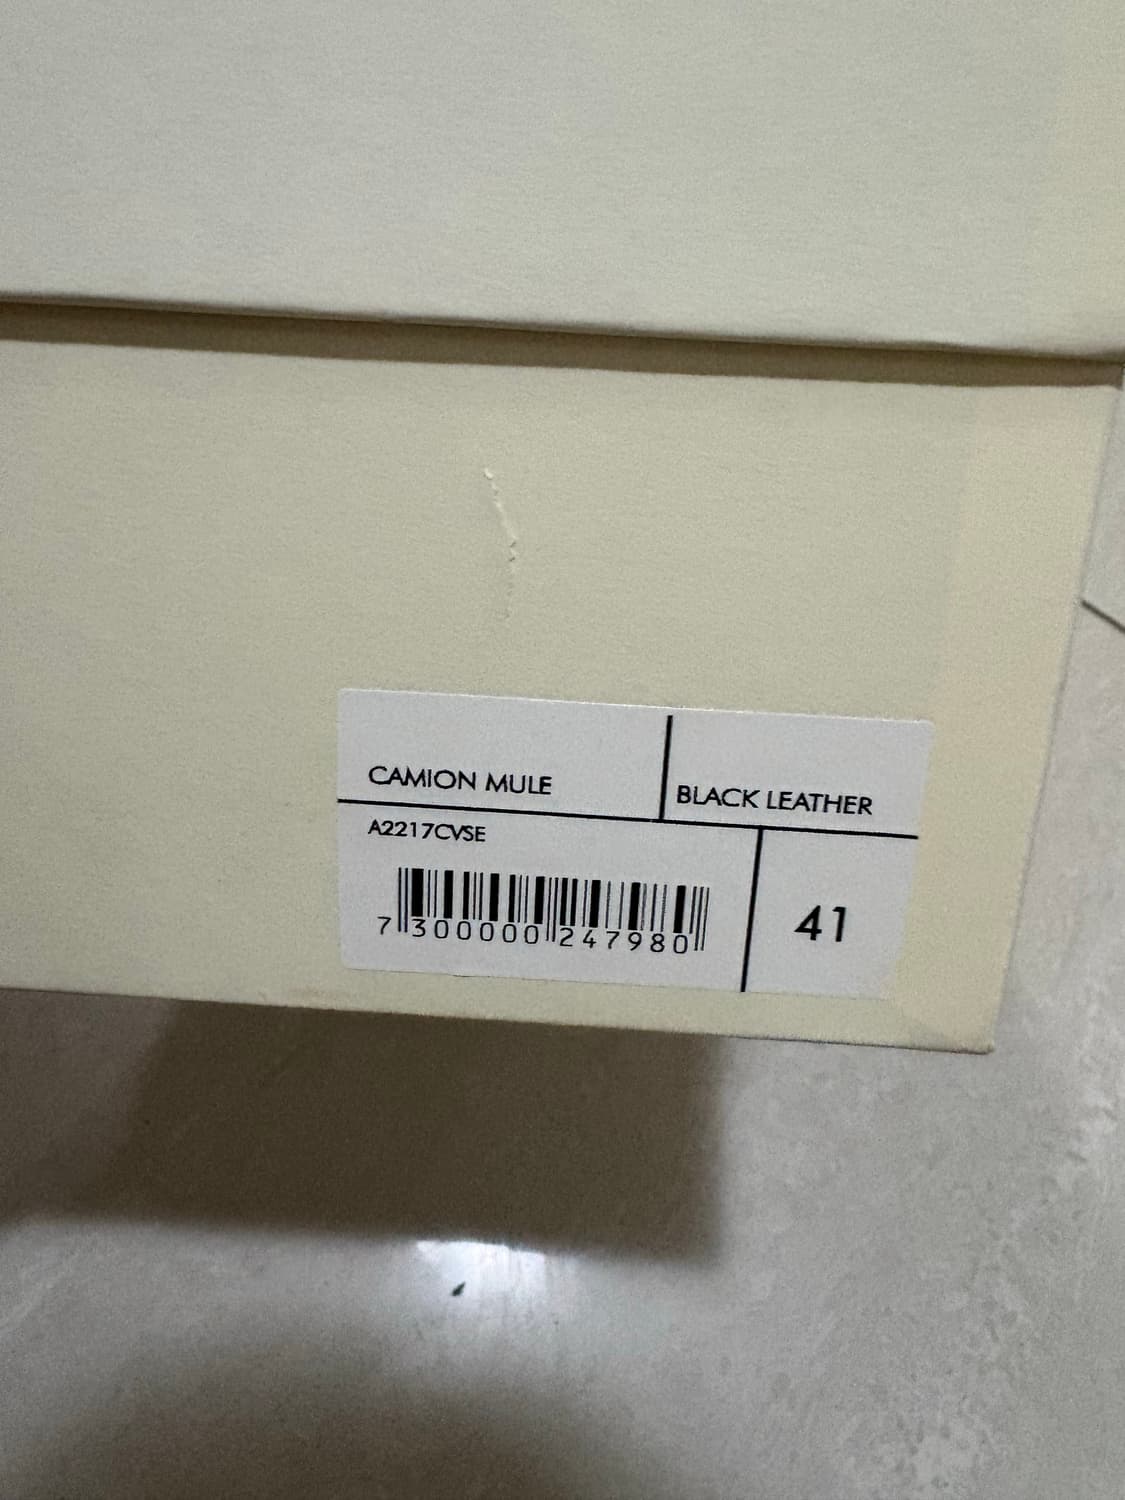 CAMION MULE
BLACK LEATHER
A2217CVSE
41
7 300000 247980